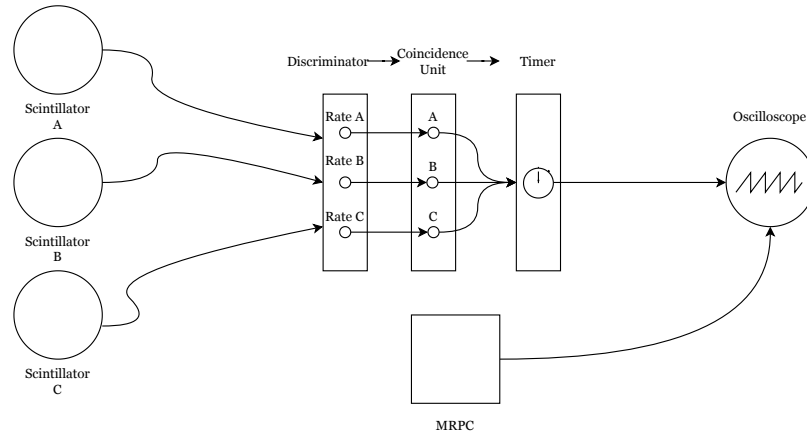 Scintillator
A
Scintillator
B
Scintillator
C
Discriminator
Coincidence
Unit
Timer
Rate A
Rate B
Rate C
A
B
C
MRPC
Oscilloscope